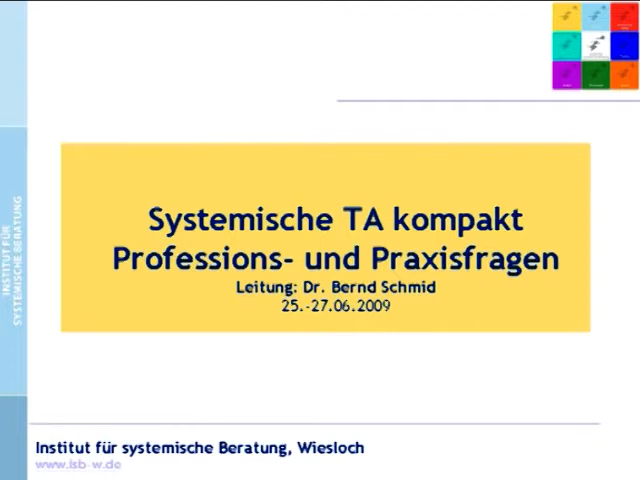 Systemische TA kompakt
Professions- und Praxisfragen
Leitung: Dr. Bernd Schmid
25.-27.06.2009
INSTITUT FÜR
SYSTEMISCHE BERATUNG
Institut für systemische Beratung, Wiesloch
www.isb-w.de